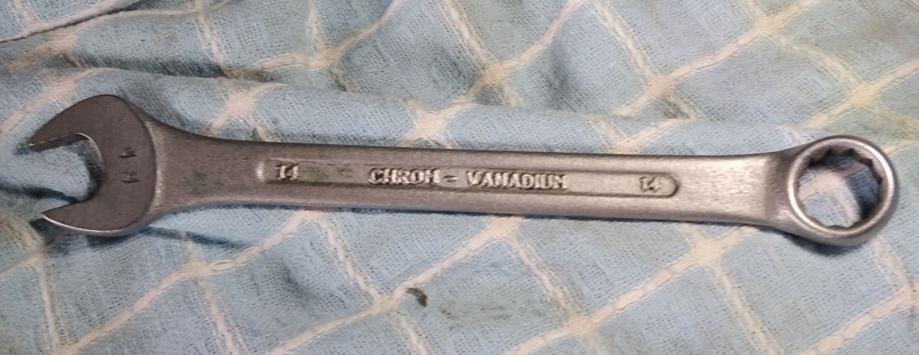 14
14 CHROM - VANADIUM 14